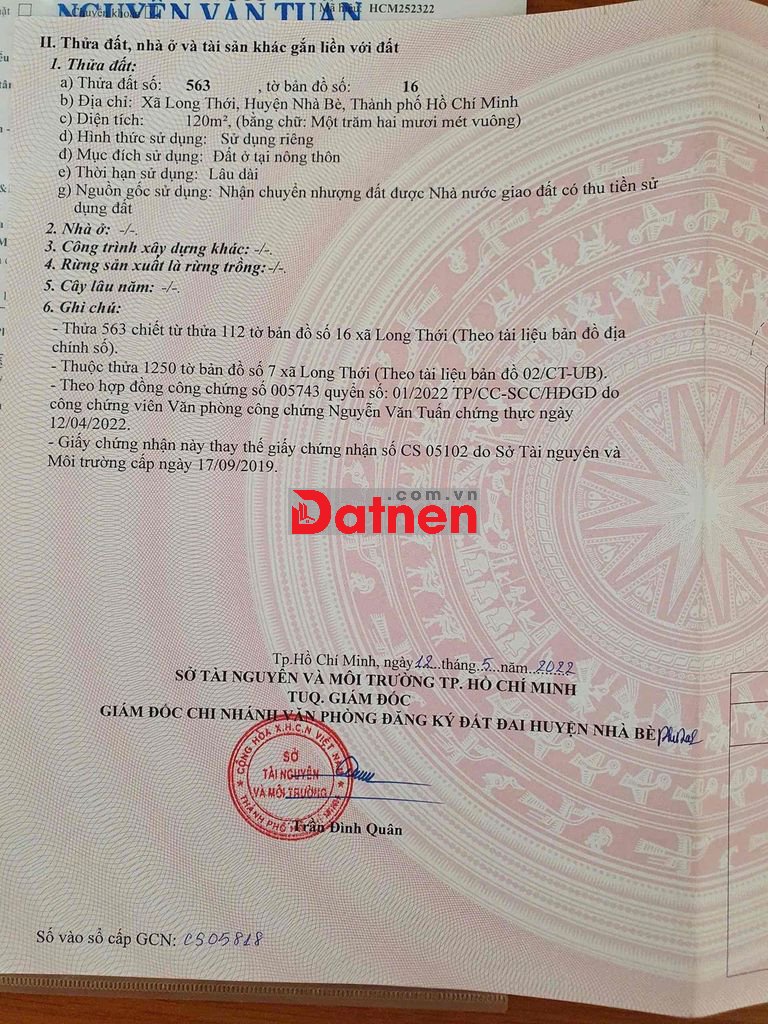 NGUYỄN VĂN TUẤN
HCM252322
II. Thửa đất, nhà ở và tài sản khác gắn liền với đất
1. Thửa đất:
a) Thửa đất số: 563 , tờ bản đồ số: 16
b) Địa chỉ: Xã Long Thới, Huyện Nhà Bè, Thành phố Hồ Chí Minh
c) Diện tích: 120m², (bằng chữ: Một trăm hai mươi mét vuông)
d) Hình thức sử dụng: Sử dụng riêng
đ) Mục đích sử dụng: Đất ở tại nông thôn
e) Thời hạn sử dụng: Lâu dài
g) Nguồn gốc sử dụng: Nhận chuyển nhượng đất được Nhà nước giao đất có thu tiền sử
dụng đất
2. Nhà ở: -/-.
3. Công trình xây dựng khác: -/-.
4. Rừng sản xuất là rừng trồng:-/-.
5. Cây lâu năm: -/-.
6. Ghi chú:
- Thửa 563 chiết từ thửa 112 tờ bản đồ số 16 xã Long Thới (Theo tài liệu bản đồ địa
chính số).
- Thuộc thửa 1250 tờ bản đồ số 7 xã Long Thới (Theo tài liệu bản đồ 02/CT-UB).
- Theo hợp đồng công chứng số 005743 quyển số: 01/2022 TP/CC-SCC/HĐGD do
công chứng viên Văn phòng công chứng Nguyễn Văn Tuấn chứng thực ngày
12/04/2022.
- Giấy chứng nhận này thay thế giấy chứng nhận số CS 05102 do Sở Tài nguyên và
Môi trường cấp ngày 17/09/2019.
.com.vn
Datnen
Tp.Hồ Chí Minh, ngày 12 tháng 5 năm 2022
SỞ TÀI NGUYÊN VÀ MÔI TRƯỜNG TP. HỒ CHÍ MINH
TUQ. GIÁM ĐỐC
GIÁM ĐỐC CHI NHÁNH VĂN PHÒNG ĐĂNG KÝ ĐẤT ĐAI HUYỆN NHÀ BÈ
CỘNG HÒA X.H.C.N VIỆT NAM
SỞ
TÀI NGUYÊN
VÀ MÔI TRƯỜNG
THÀNH PHỐ
Trần Đình Quân
Số vào sổ cấp GCN: CS05818